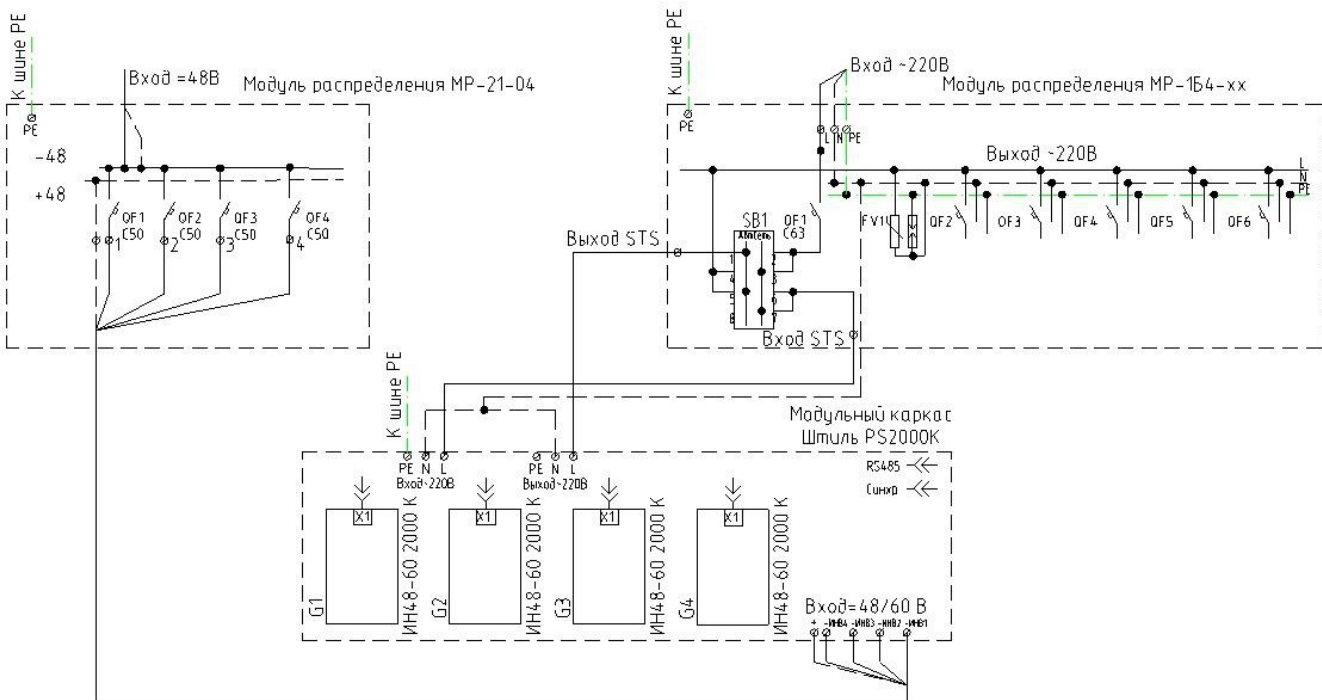 К шине PE
Вход =48В
Модуль распределения МР-21-04
PE
-48
+48
QF1
C50
QF2
C50
QF3
C50
QF4
C50
1
2
3
4
К шине PE
Вход ~220В
Модуль распределения МР-1Б4-хх
PE
L
N
PE
Выход ~220В
L
N
PE
SB1
QF1
C63
FV1
QF2
QF3
QF4
QF5
QF6
Выход STS
Вход STS
К шине PE
Модульный каркас
Штиль PS2000K
PE N L
Вход~220В
PE N L
Выход~220В
RS485
Синхр
X1
G1
ИН48-60 2000 К
X1
G2
ИН48-60 2000 К
X1
G3
ИН48-60 2000 К
X1
G4
ИН48-60 2000 К
Вход=48/60 В
+ -ИНВ4 -ИНВ3 -ИНВ2 -ИНВ1